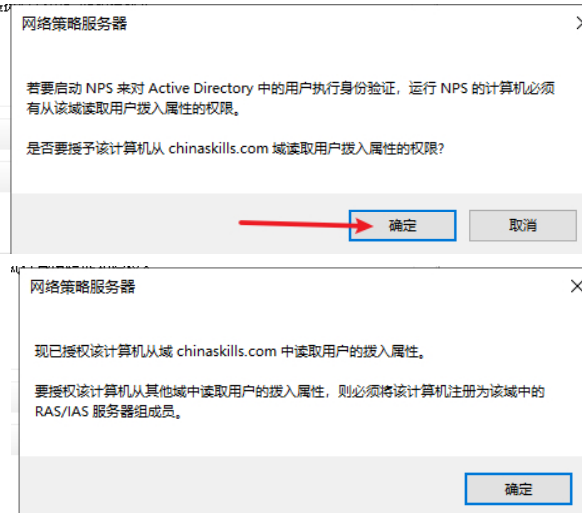 网络策略服务器
若要启动 NPS 来对 Active Directory 中的用户执行身份验证，运行 NPS 的计算机必须
有从该域读取用户拨入属性的权限。
是否要授予该计算机从 chinaskills.com 域读取用户拨入属性的权限?
确定
取消
网络策略服务器
现已授权该计算机从域 chinaskills.com 中读取用户的拨入属性。
要授权该计算机从其他域中读取用户的拨入属性，则必须将该计算机注册为该域中的
RAS/IAS 服务器组成员。
确定